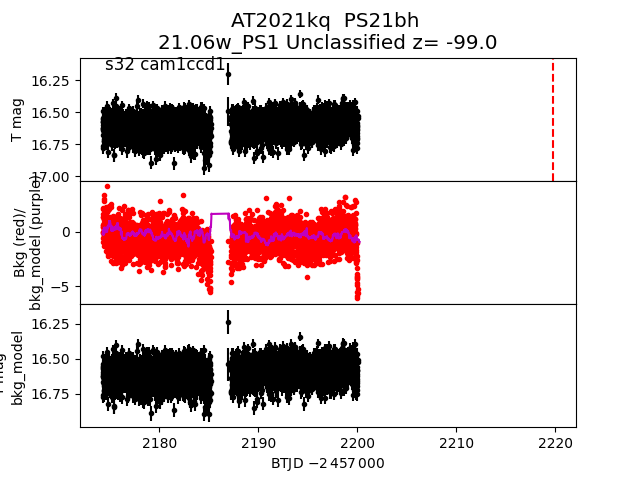 AT2021kq  PS21bh
21.06w_PS1 Unclassified z= -99.0
s32 cam1ccd1
16.25
16.50
16.75
17.00
T mag
0
−5
Bkg (red)/
bkg_model (purple)
16.25
16.50
16.75
bkg_model
2180
2190
2200
2210
2220
BTJD −2 457 000